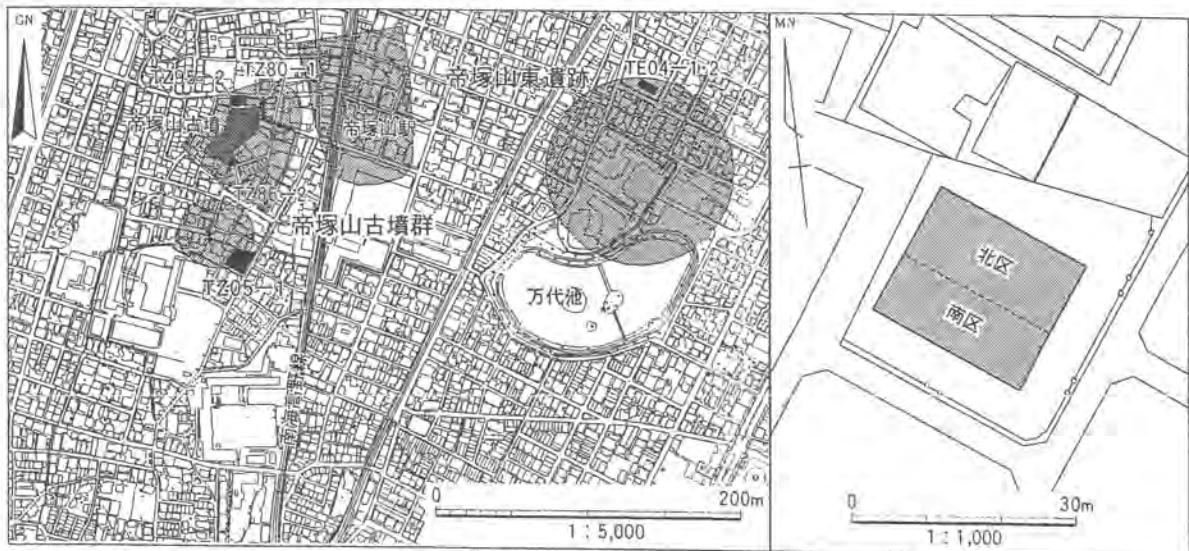 GN
TZ80-1
TZ95-2
帝塚山古墳
帝塚山駅
帝塚山東遺跡
TE04-1・2
帝塚山古墳群
TZ05-1
万代池
0
200m
1:5,000
MN
北区
南区
0
30m
1:1,000